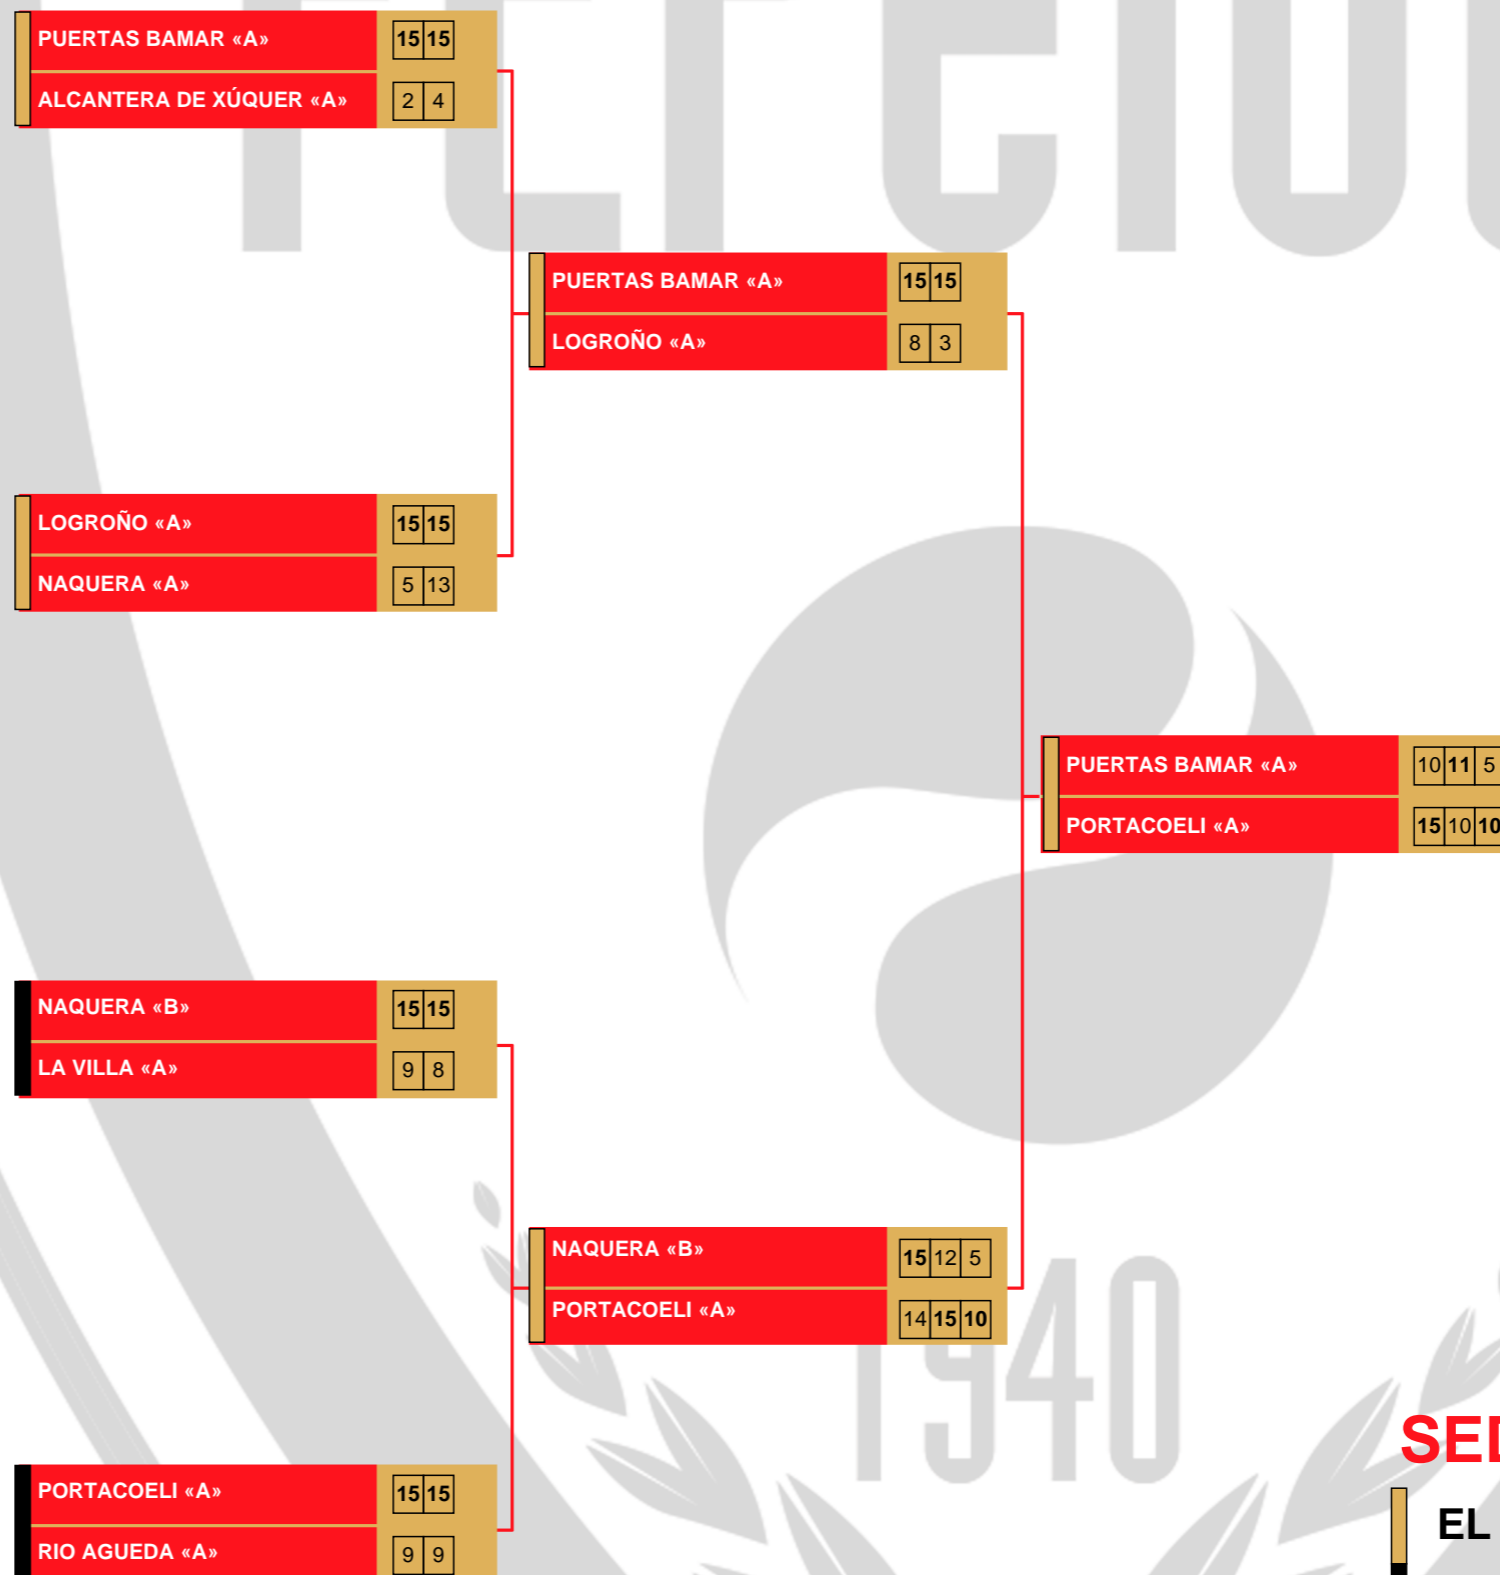 PUERTAS BAMAR «A» 15 15
ALCANTERA DE XÚQUER «A» 2 4
PUERTAS BAMAR «A» 15 15
LOGROÑO «A» 8 3
LOGROÑO «A» 15 15
NAQUERA «A» 5 13
PUERTAS BAMAR «A» 10 11 5
PORTACOELI «A» 15 10 10
NAQUERA «B» 15 15
LA VILLA «A» 9 8
NAQUERA «B» 15 12 5
PORTACOELI «A» 14 15 10
1940
PORTACOELI «A» 15 15
RIO AGUEDA «A» 9 9
EL